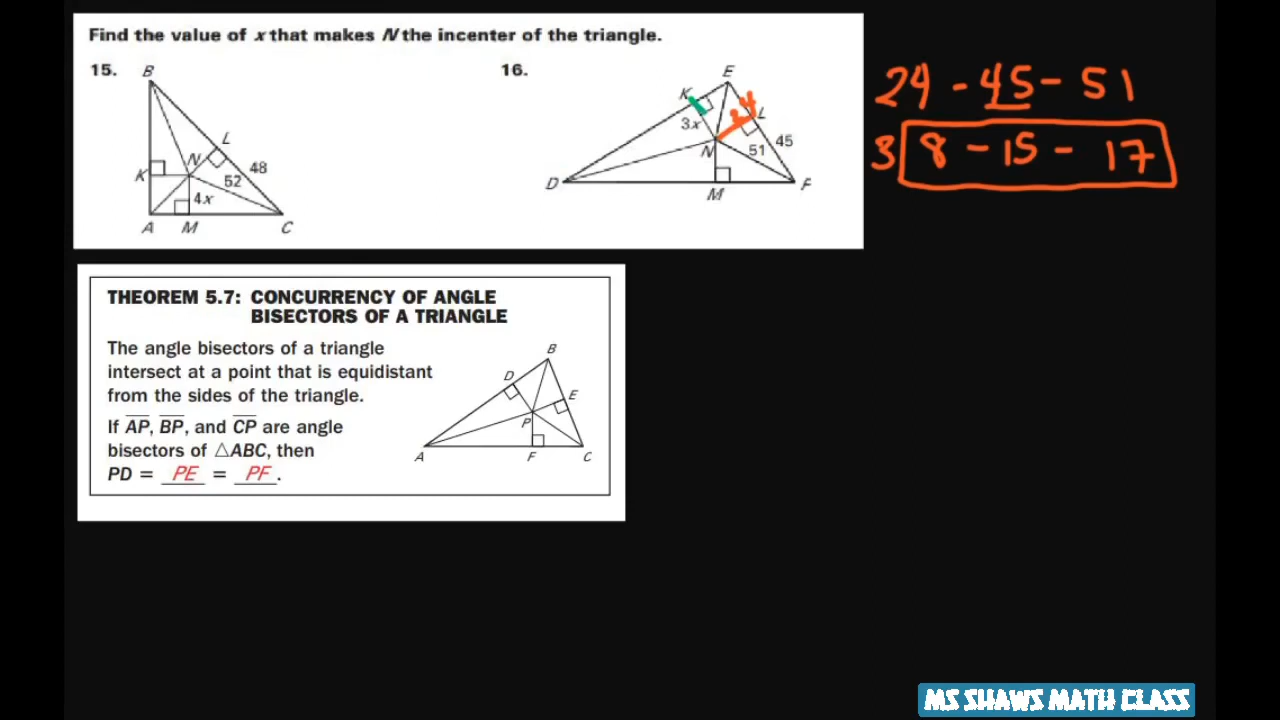 Find the value of x that makes N the incenter of the triangle.
15.
B
L
N
48
K
52
4x
A
M
C
16.
E
K
24
L
3x
45
N
51
D
F
M
24 - 45 - 51
3 8 - 15 - 17
THEOREM 5.7: CONCURRENCY OF ANGLE
BISECTORS OF A TRIANGLE
The angle bisectors of a triangle
intersect at a point that is equidistant
from the sides of the triangle.
If AP, BP, and CP are angle
bisectors of △ABC, then
PD = PE = PF.
B
D
E
P
A
F
C
MS SHAWS MATH CLASS